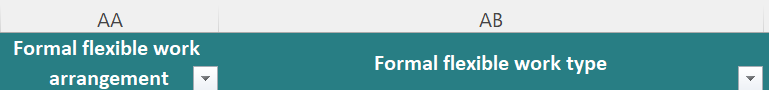 AA AB
Formal flexible work
arrangement
Formal flexible work type